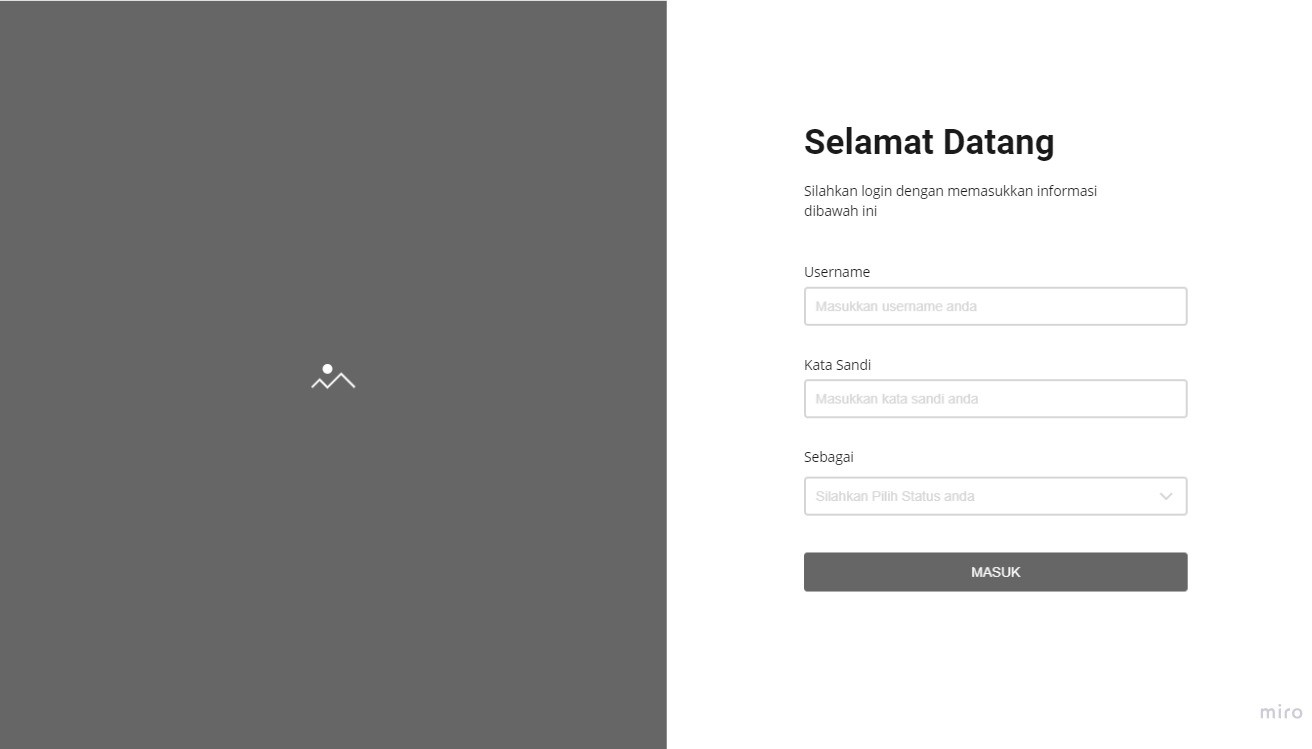 Selamat Datang
Silahkan login dengan memasukkan informasi
dibawah ini
Username
Masukkan username anda
Kata Sandi
Masukkan kata sandi anda
Sebagai
Silahkan Pilih Status anda
MASUK
miro